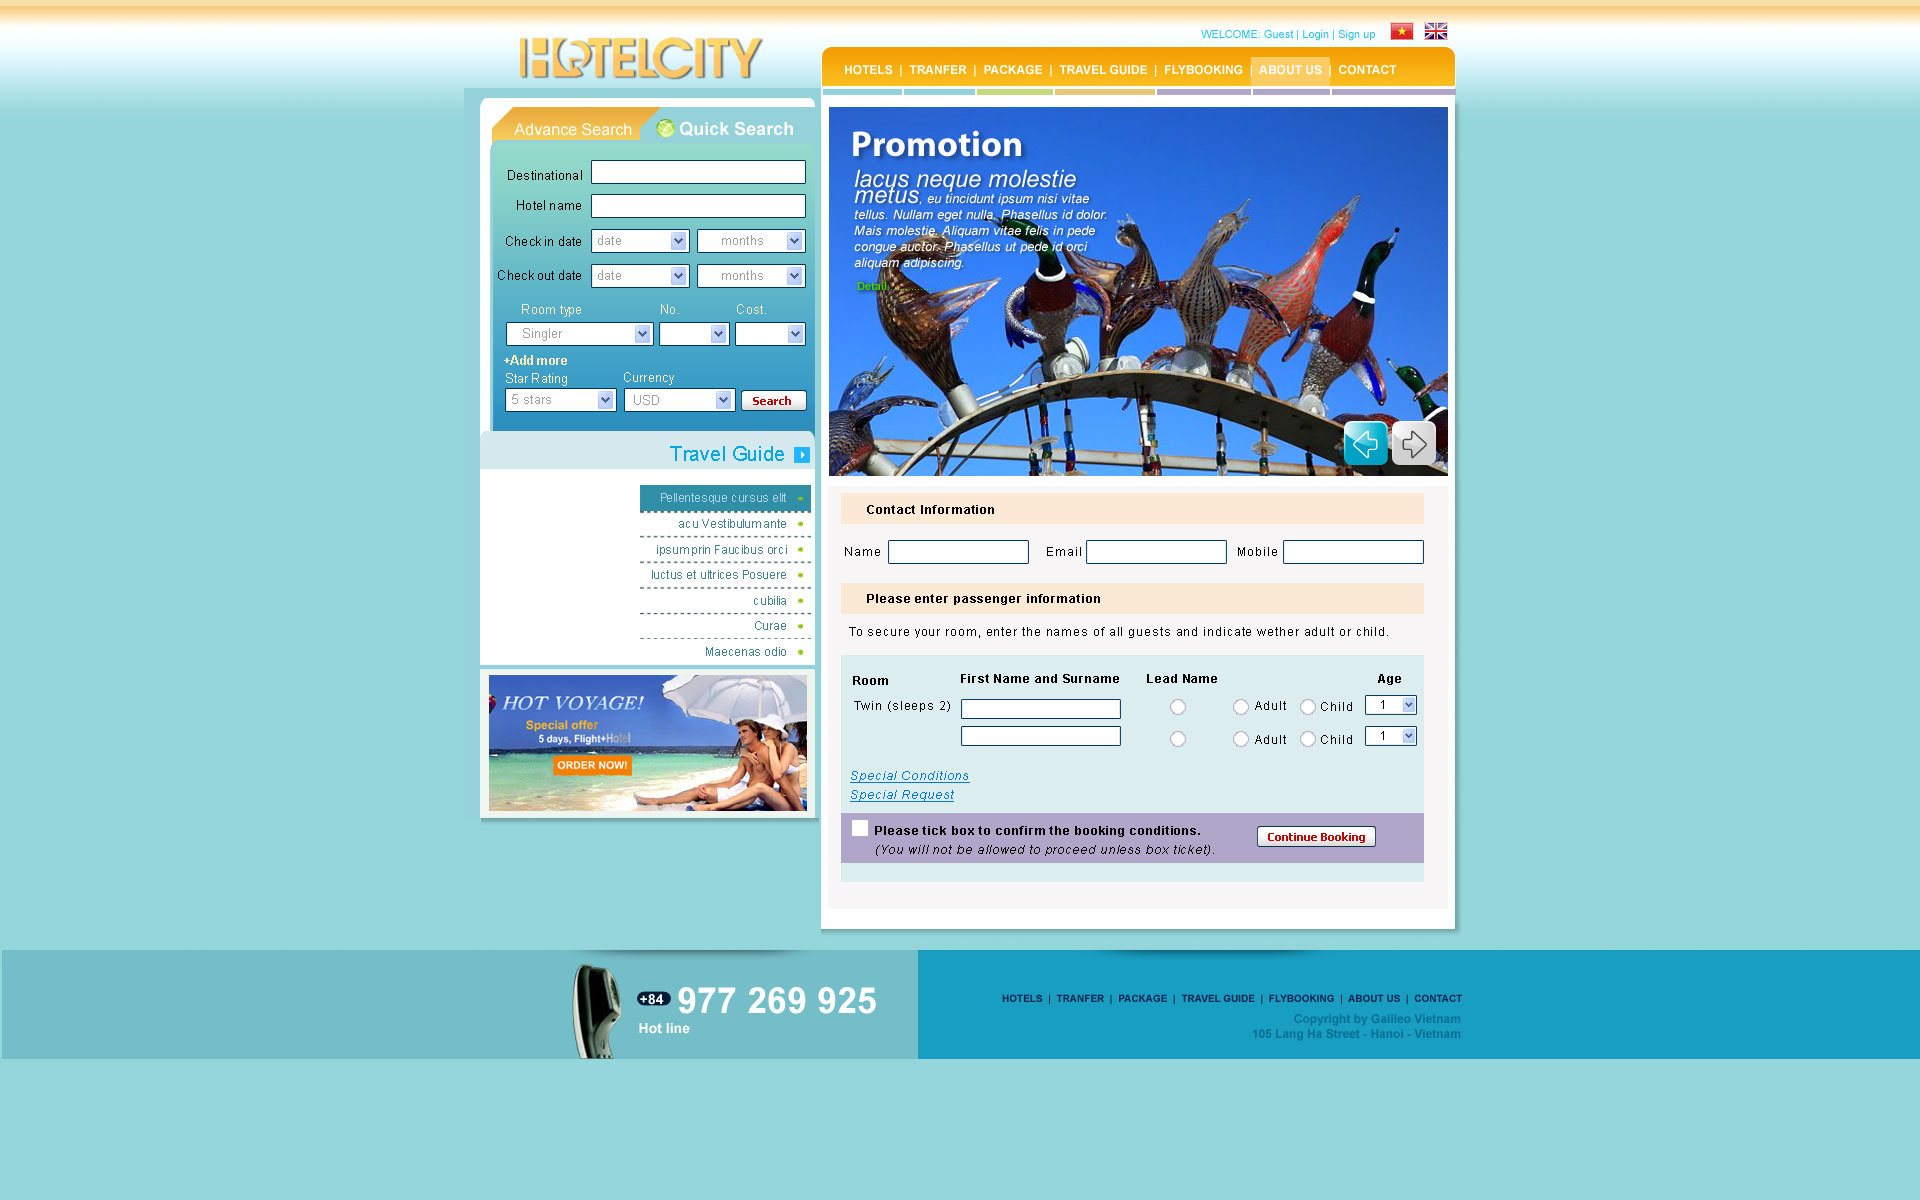 WELCOME: Guest | Login | Sign up
HOTELCITY
HOTELS | TRANFER | PACKAGE | TRAVEL GUIDE | FLYBOOKING | ABOUT US | CONTACT
Advance Search
Quick Search
Destinational
Hotel name
Check in date date months
Check out date date months
Room type No. Cost.
Singler
+Add more
Star Rating Currency
5 stars USD Search
Travel Guide
Pellentesque cursus elit
acu Vestibulumante
ipsumprin Faucibus orci
luctus et ultrices Posuere
cubilia
Curae
Maecenas odio
HOT VOYAGE!
Special offer
5 days, Flight+Hotel
ORDER NOW!
Promotion
lacus neque molestie
metus, eu tincidunt ipsum nisi vitae
tellus. Nullam eget nulla. Phasellus id dolor.
Mais molestie. Aliquam vitae felis in pede
congue auctor. Phasellus ut pede id orci
aliquam adipiscing.
Detail
Contact Information
Name Email Mobile
Please enter passenger information
To secure your room, enter the names of all guests and indicate wether adult or child.
Room First Name and Surname Lead Name Age
Twin (sleeps 2) Adult Child 1
Adult Child 1
Special Conditions
Special Request
Please tick box to confirm the booking conditions.
(You will not be allowed to proceed unless box ticket).
Continue Booking
+84 977 269 925
Hot line
HOTELS | TRANFER | PACKAGE | TRAVEL GUIDE | FLYBOOKING | ABOUT US | CONTACT
Copyright by Galileo Vietnam
105 Lang Ha Street - Hanoi - Vietnam